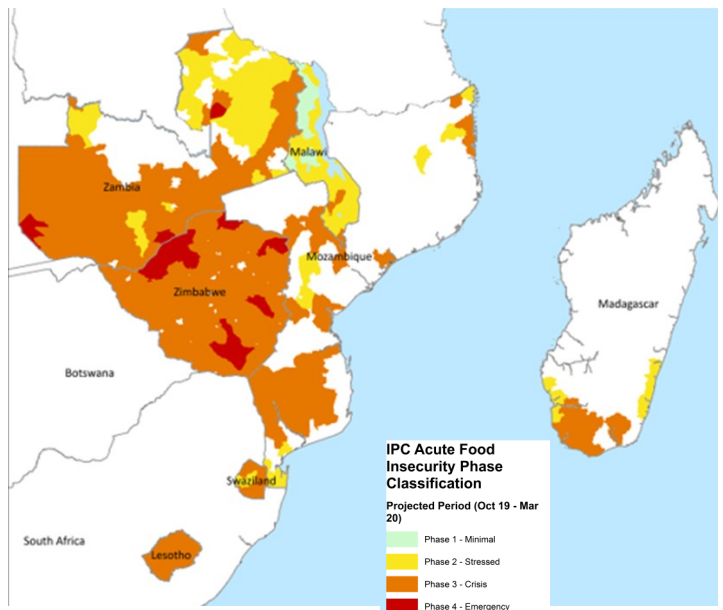 Malawi
Zambia
Mozambique
Zimbabwe
Madagascar
Botswana
IPC Acute Food
Insecurity Phase
Classification
Projected Period (Oct 19 - Mar
20)
Phase 1 - Minimal
Phase 2 - Stressed
Phase 3 - Crisis
Phase 4 - Emergency
Swaziland
South Africa
Lesotho